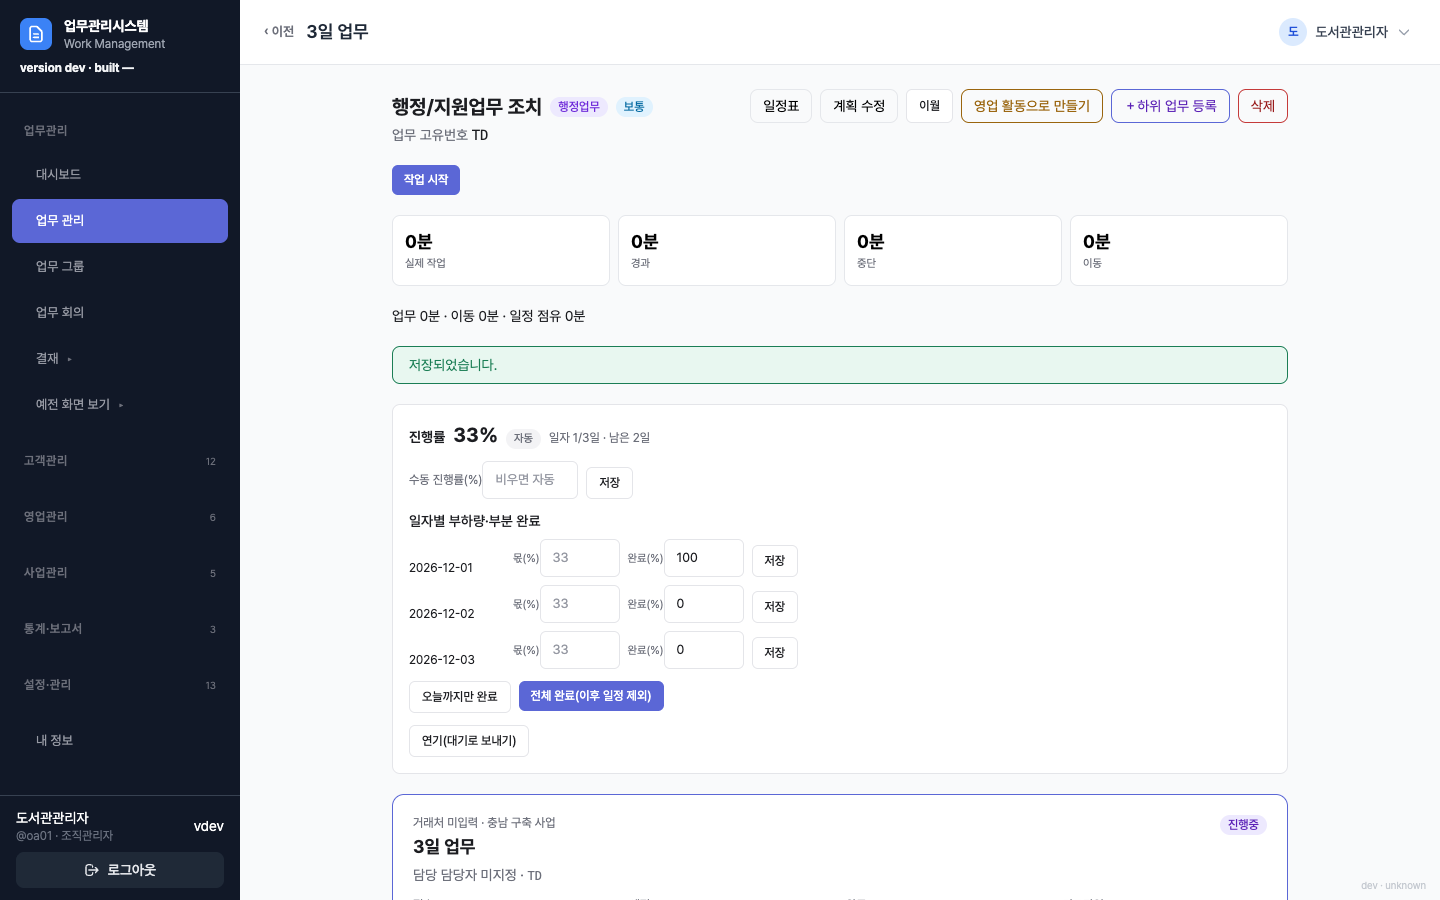 업무관리시스템
Work Management
version dev · built —
업무관리
대시보드
업무 관리
업무 그룹
업무 회의
결재 ▸
예전 화면 보기 ▸
고객관리 12
영업관리 6
사업관리 5
통계·보고서 3
설정·관리 13
내 정보
도서관관리자
@oa01 · 조직관리자
vdev
로그아웃
‹ 이전 3일 업무
도 도서관관리자
행정/지원업무 조치 행정업무 보통
업무 고유번호 TD
일정표 계획 수정 이월 영업 활동으로 만들기 + 하위 업무 등록 삭제
작업 시작
0분
실제 작업
0분
경과
0분
중단
0분
이동
업무 0분 · 이동 0분 · 일정 점유 0분
저장되었습니다.
진행률 33% 자동 일자 1/3일 · 남은 2일
수동 진행률(%) 비우면 자동 저장
일자별 부하량·부분 완료
2026-12-01 몫(%) 33 완료(%) 100 저장
2026-12-02 몫(%) 33 완료(%) 0 저장
2026-12-03 몫(%) 33 완료(%) 0 저장
오늘까지만 완료 전체 완료(이후 일정 제외)
연기(대기로 보내기)
거래처 미입력 · 충남 구축 사업 진행중
3일 업무
담당 담당자 미지정 · TD
dev · unknown